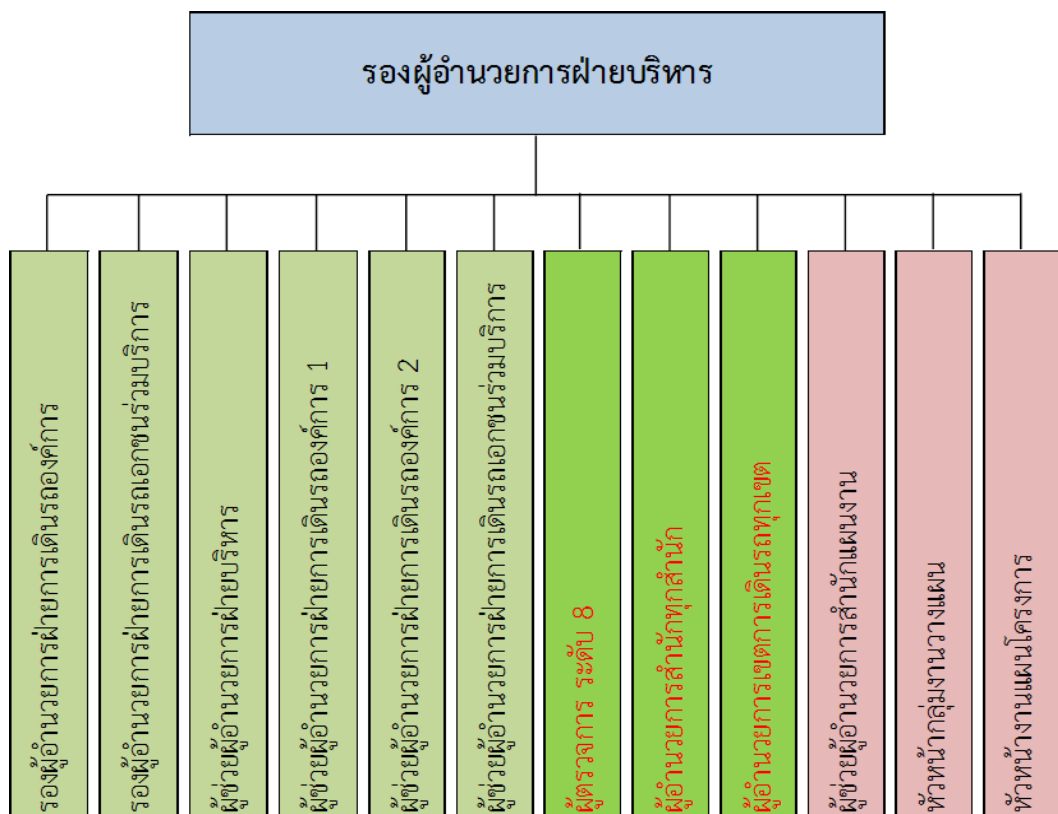 รองผู้อำนวยการฝ่ายบริหาร
รองผู้อำนวยการฝ่ายการเดินรถองค์การ
รองผู้อำนวยการฝ่ายการเดินรถเอกชนร่วมบริการ
ผู้ช่วยผู้อำนวยการฝ่ายบริหาร
ผู้ช่วยผู้อำนวยการฝ่ายการเดินรถองค์การ 1
ผู้ช่วยผู้อำนวยการฝ่ายการเดินรถองค์การ 2
ผู้ช่วยผู้อำนวยการฝ่ายการเดินรถเอกชนร่วมบริการ
ผู้ตรวจการ ระดับ 8
ผู้อำนวยการสำนักทุกสำนัก
ผู้อำนวยการเขตการเดินรถทุกเขต
ผู้ช่วยผู้อำนวยการสำนักแผนงาน
หัวหน้ากลุ่มงานวางแผน
หัวหน้างานแผนโครงการ